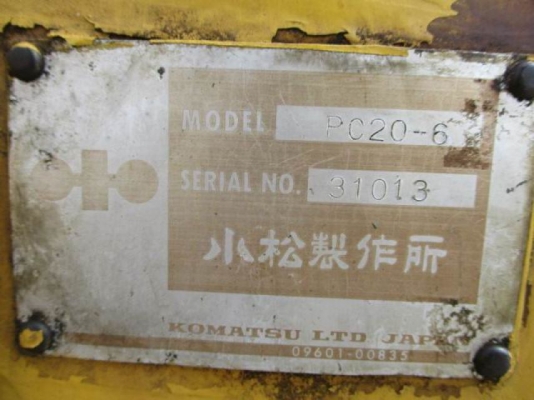 MODEL PC20-6
SERIAL NO. 31013
小松製作所
KOMATSU LTD JAPAN
09601-00835